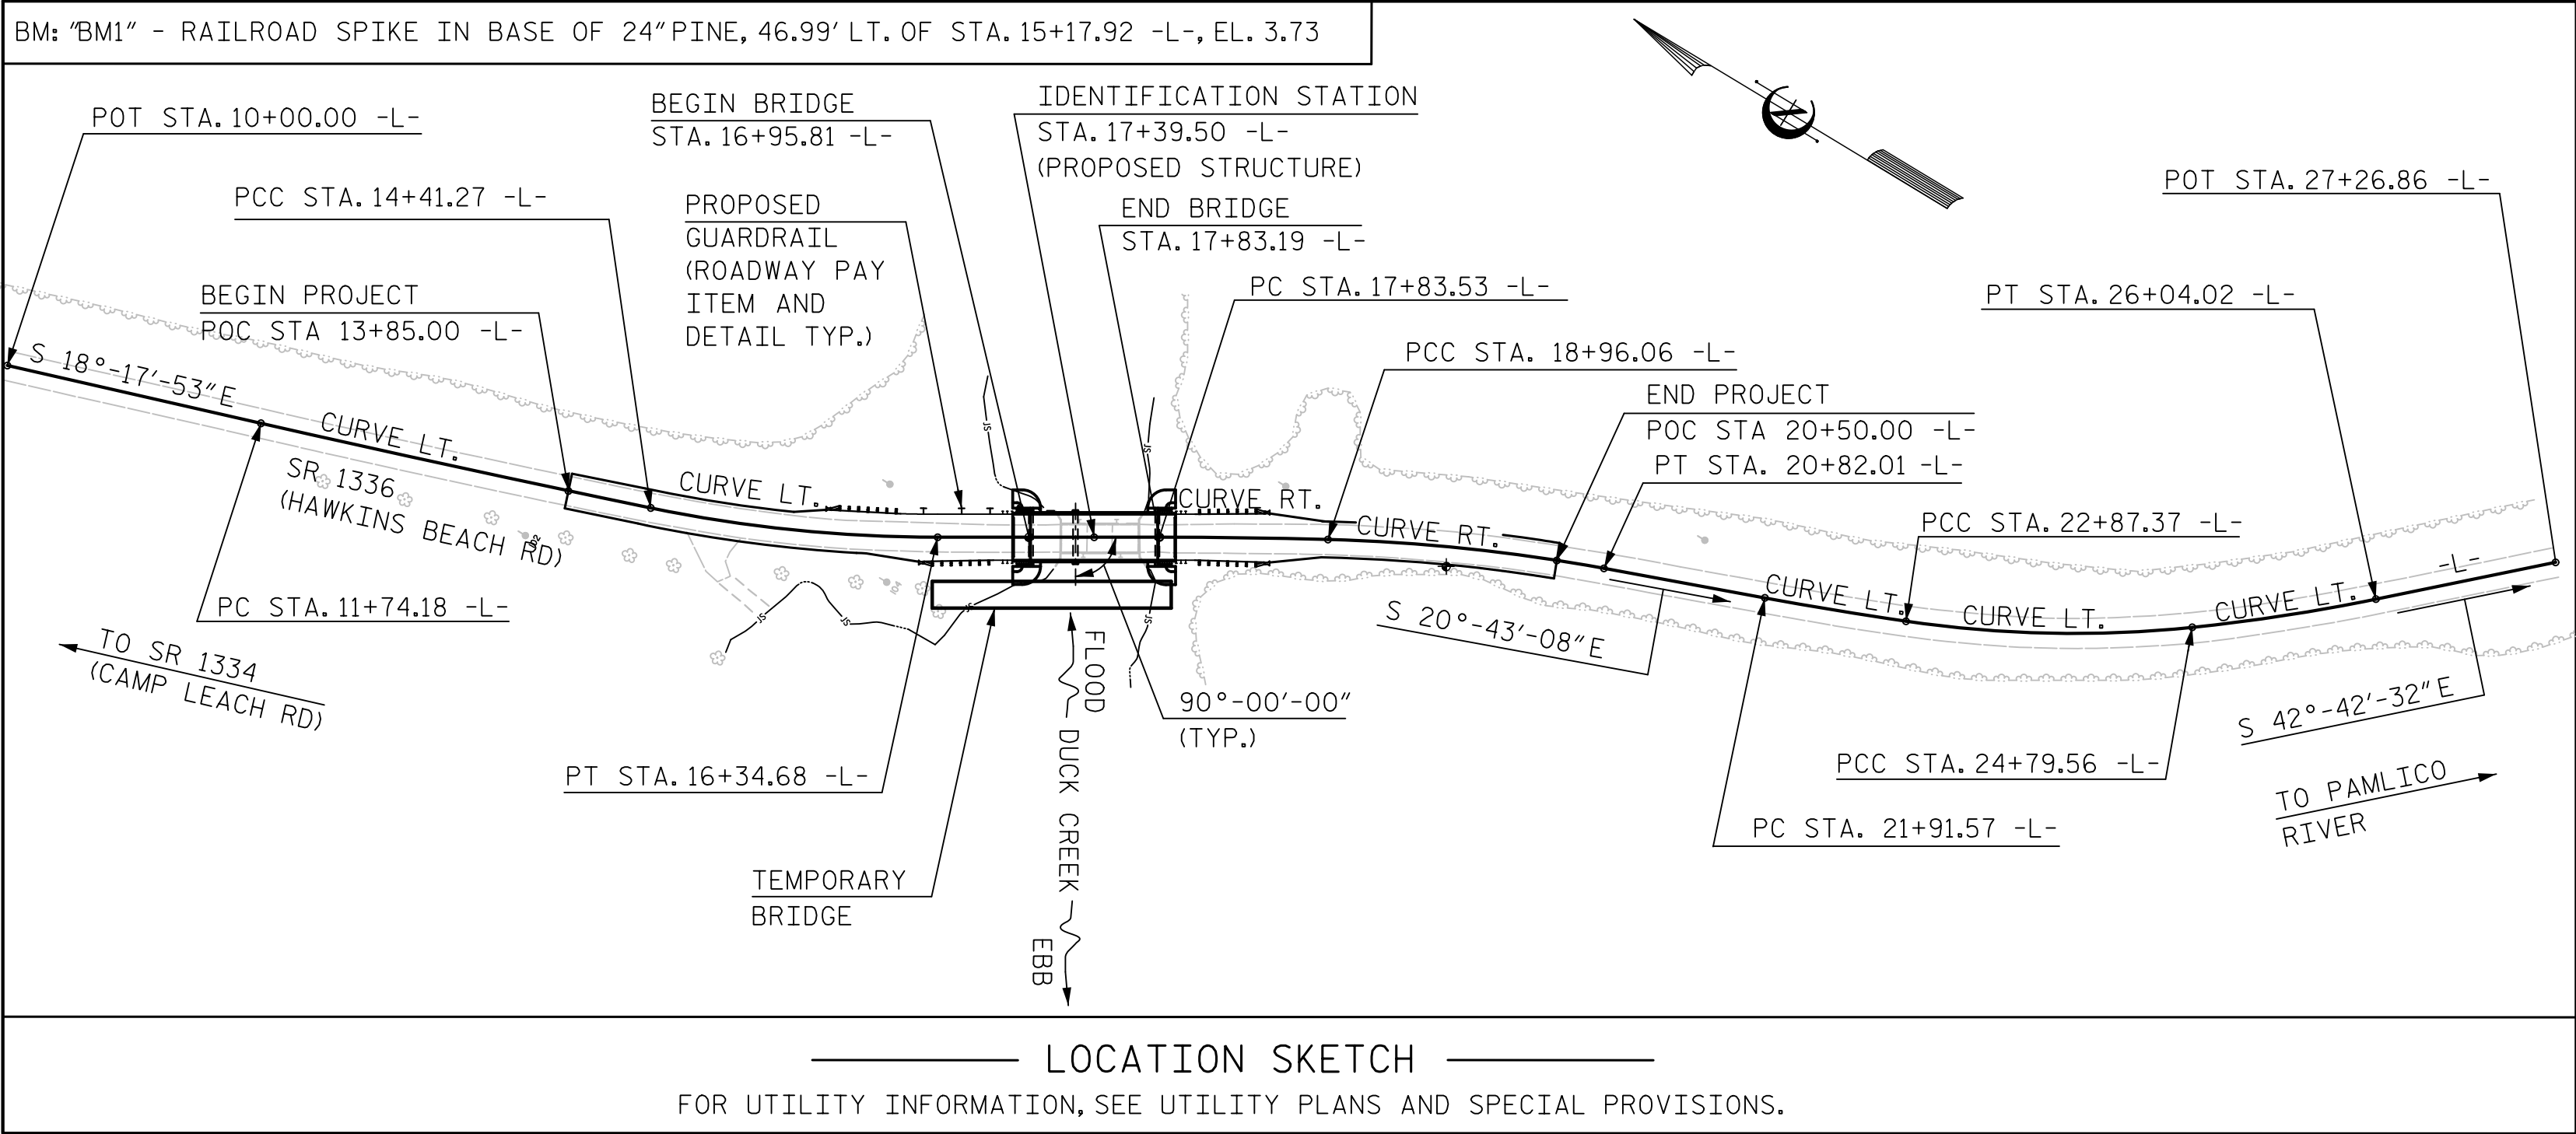 BM: "BM1" - RAILROAD SPIKE IN BASE OF 24" PINE, 46.99' LT. OF STA. 15+17.92 -L-, EL. 3.73
POT STA. 10+00.00 -L-
PCC STA. 14+41.27 -L-
BEGIN PROJECT
POC STA 13+85.00 -L-
BEGIN BRIDGE
STA. 16+95.81 -L-
PROPOSED
GUARDRAIL
(ROADWAY PAY
ITEM AND
DETAIL TYP.)
IDENTIFICATION STATION
STA. 17+39.50 -L-
(PROPOSED STRUCTURE)
END BRIDGE
STA. 17+83.19 -L-
PC STA. 17+83.53 -L-
PCC STA. 18+96.06 -L-
END PROJECT
POC STA 20+50.00 -L-
PT STA. 20+82.01 -L-
POT STA. 27+26.86 -L-
PT STA. 26+04.02 -L-
PCC STA. 22+87.37 -L-
N
S 18°-17'-53" E
CURVE LT.
SR 1336
(HAWKINS BEACH RD)
CURVE LT.
CURVE RT.
CURVE RT.
CURVE LT.
CURVE LT.
CURVE LT.
-L-
JS
JS
JS
JS
JS
JS
PC STA. 11+74.18 -L-
TO SR 1334
(CAMP LEACH RD)
PT STA. 16+34.68 -L-
TEMPORARY
BRIDGE
FLOOD
DUCK CREEK
EBB
90°-00'-00"
(TYP.)
S 20°-43'-08" E
S 42°-42'-32" E
PCC STA. 24+79.56 -L-
PC STA. 21+91.57 -L-
TO PAMLICO
RIVER
LOCATION SKETCH
FOR UTILITY INFORMATION, SEE UTILITY PLANS AND SPECIAL PROVISIONS.